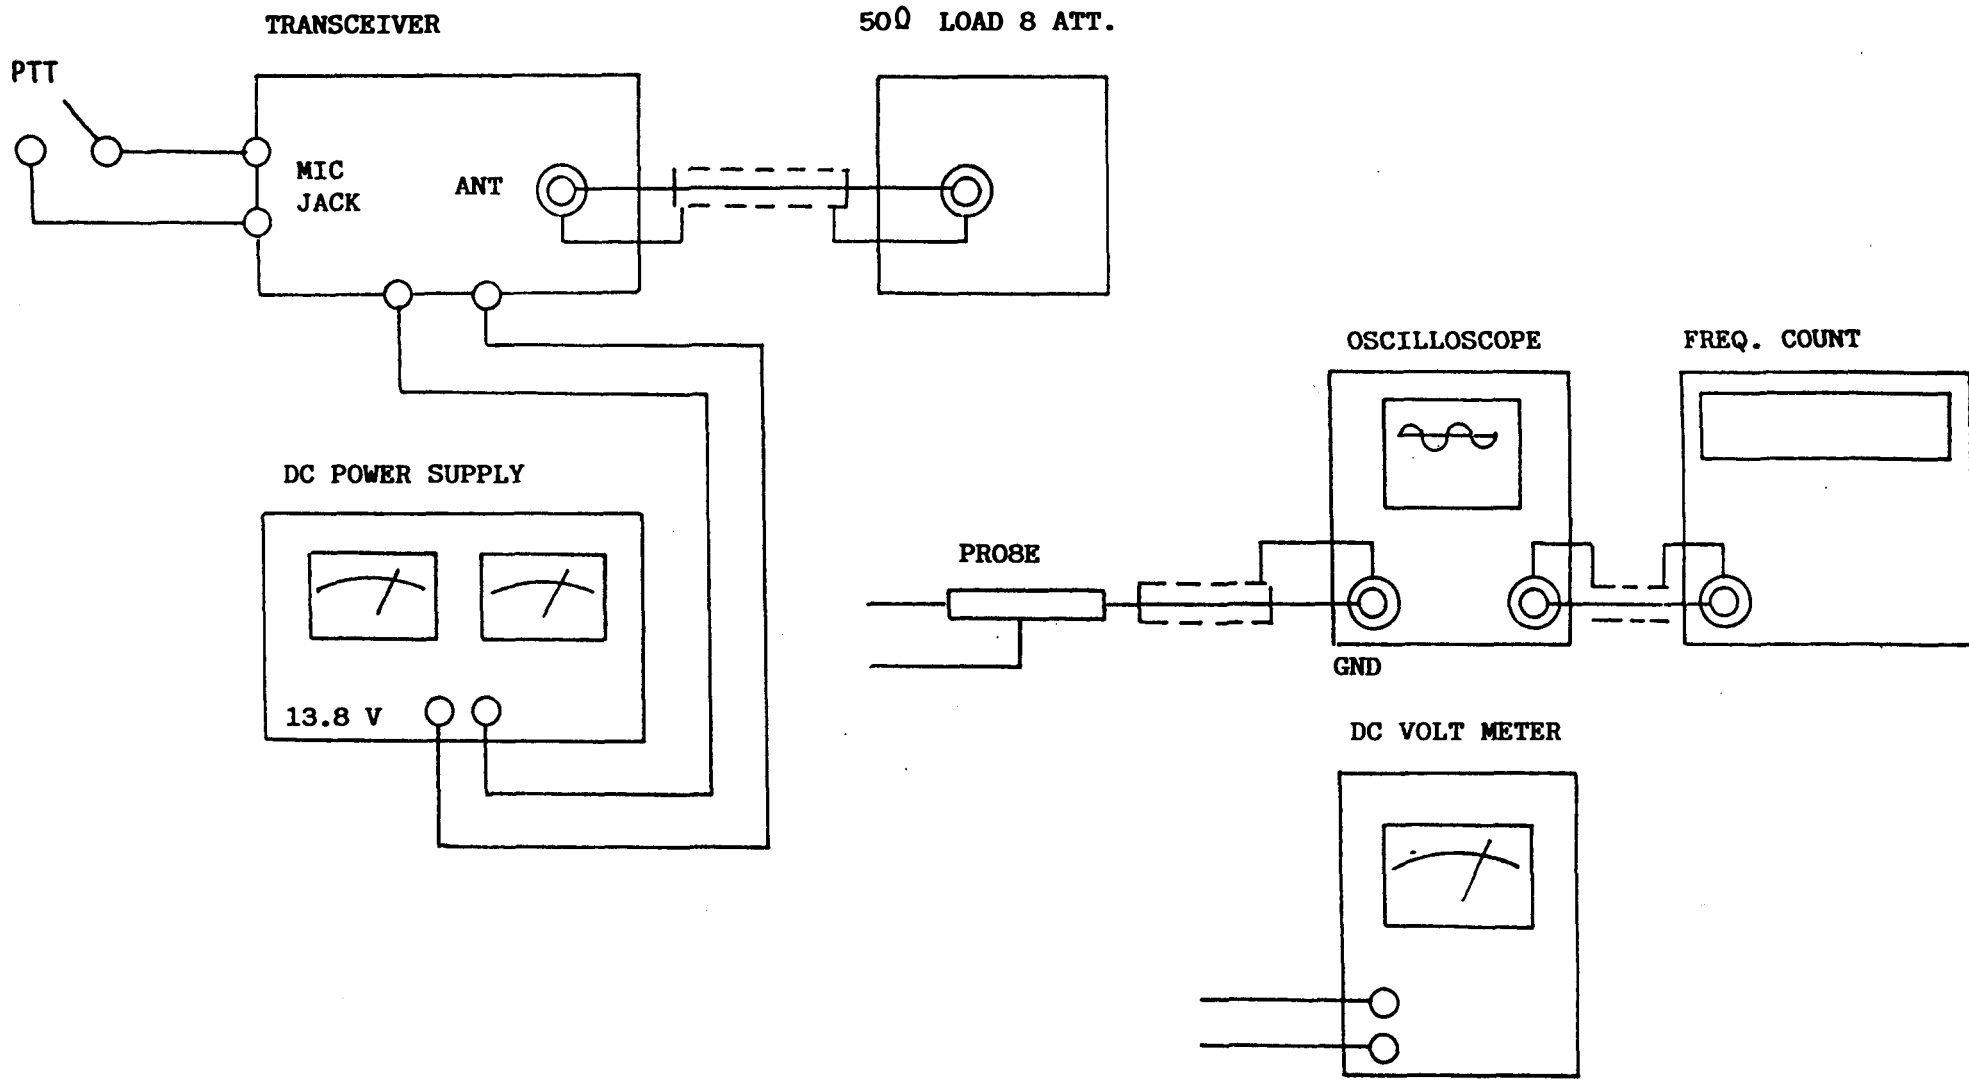 TRANSCEIVER
50Ω LOAD 8 ATT.
PTT
MIC
JACK
ANT
OSCILLOSCOPE
FREQ. COUNT
DC POWER SUPPLY
PRO8E
13.8 V
GND
DC VOLT METER